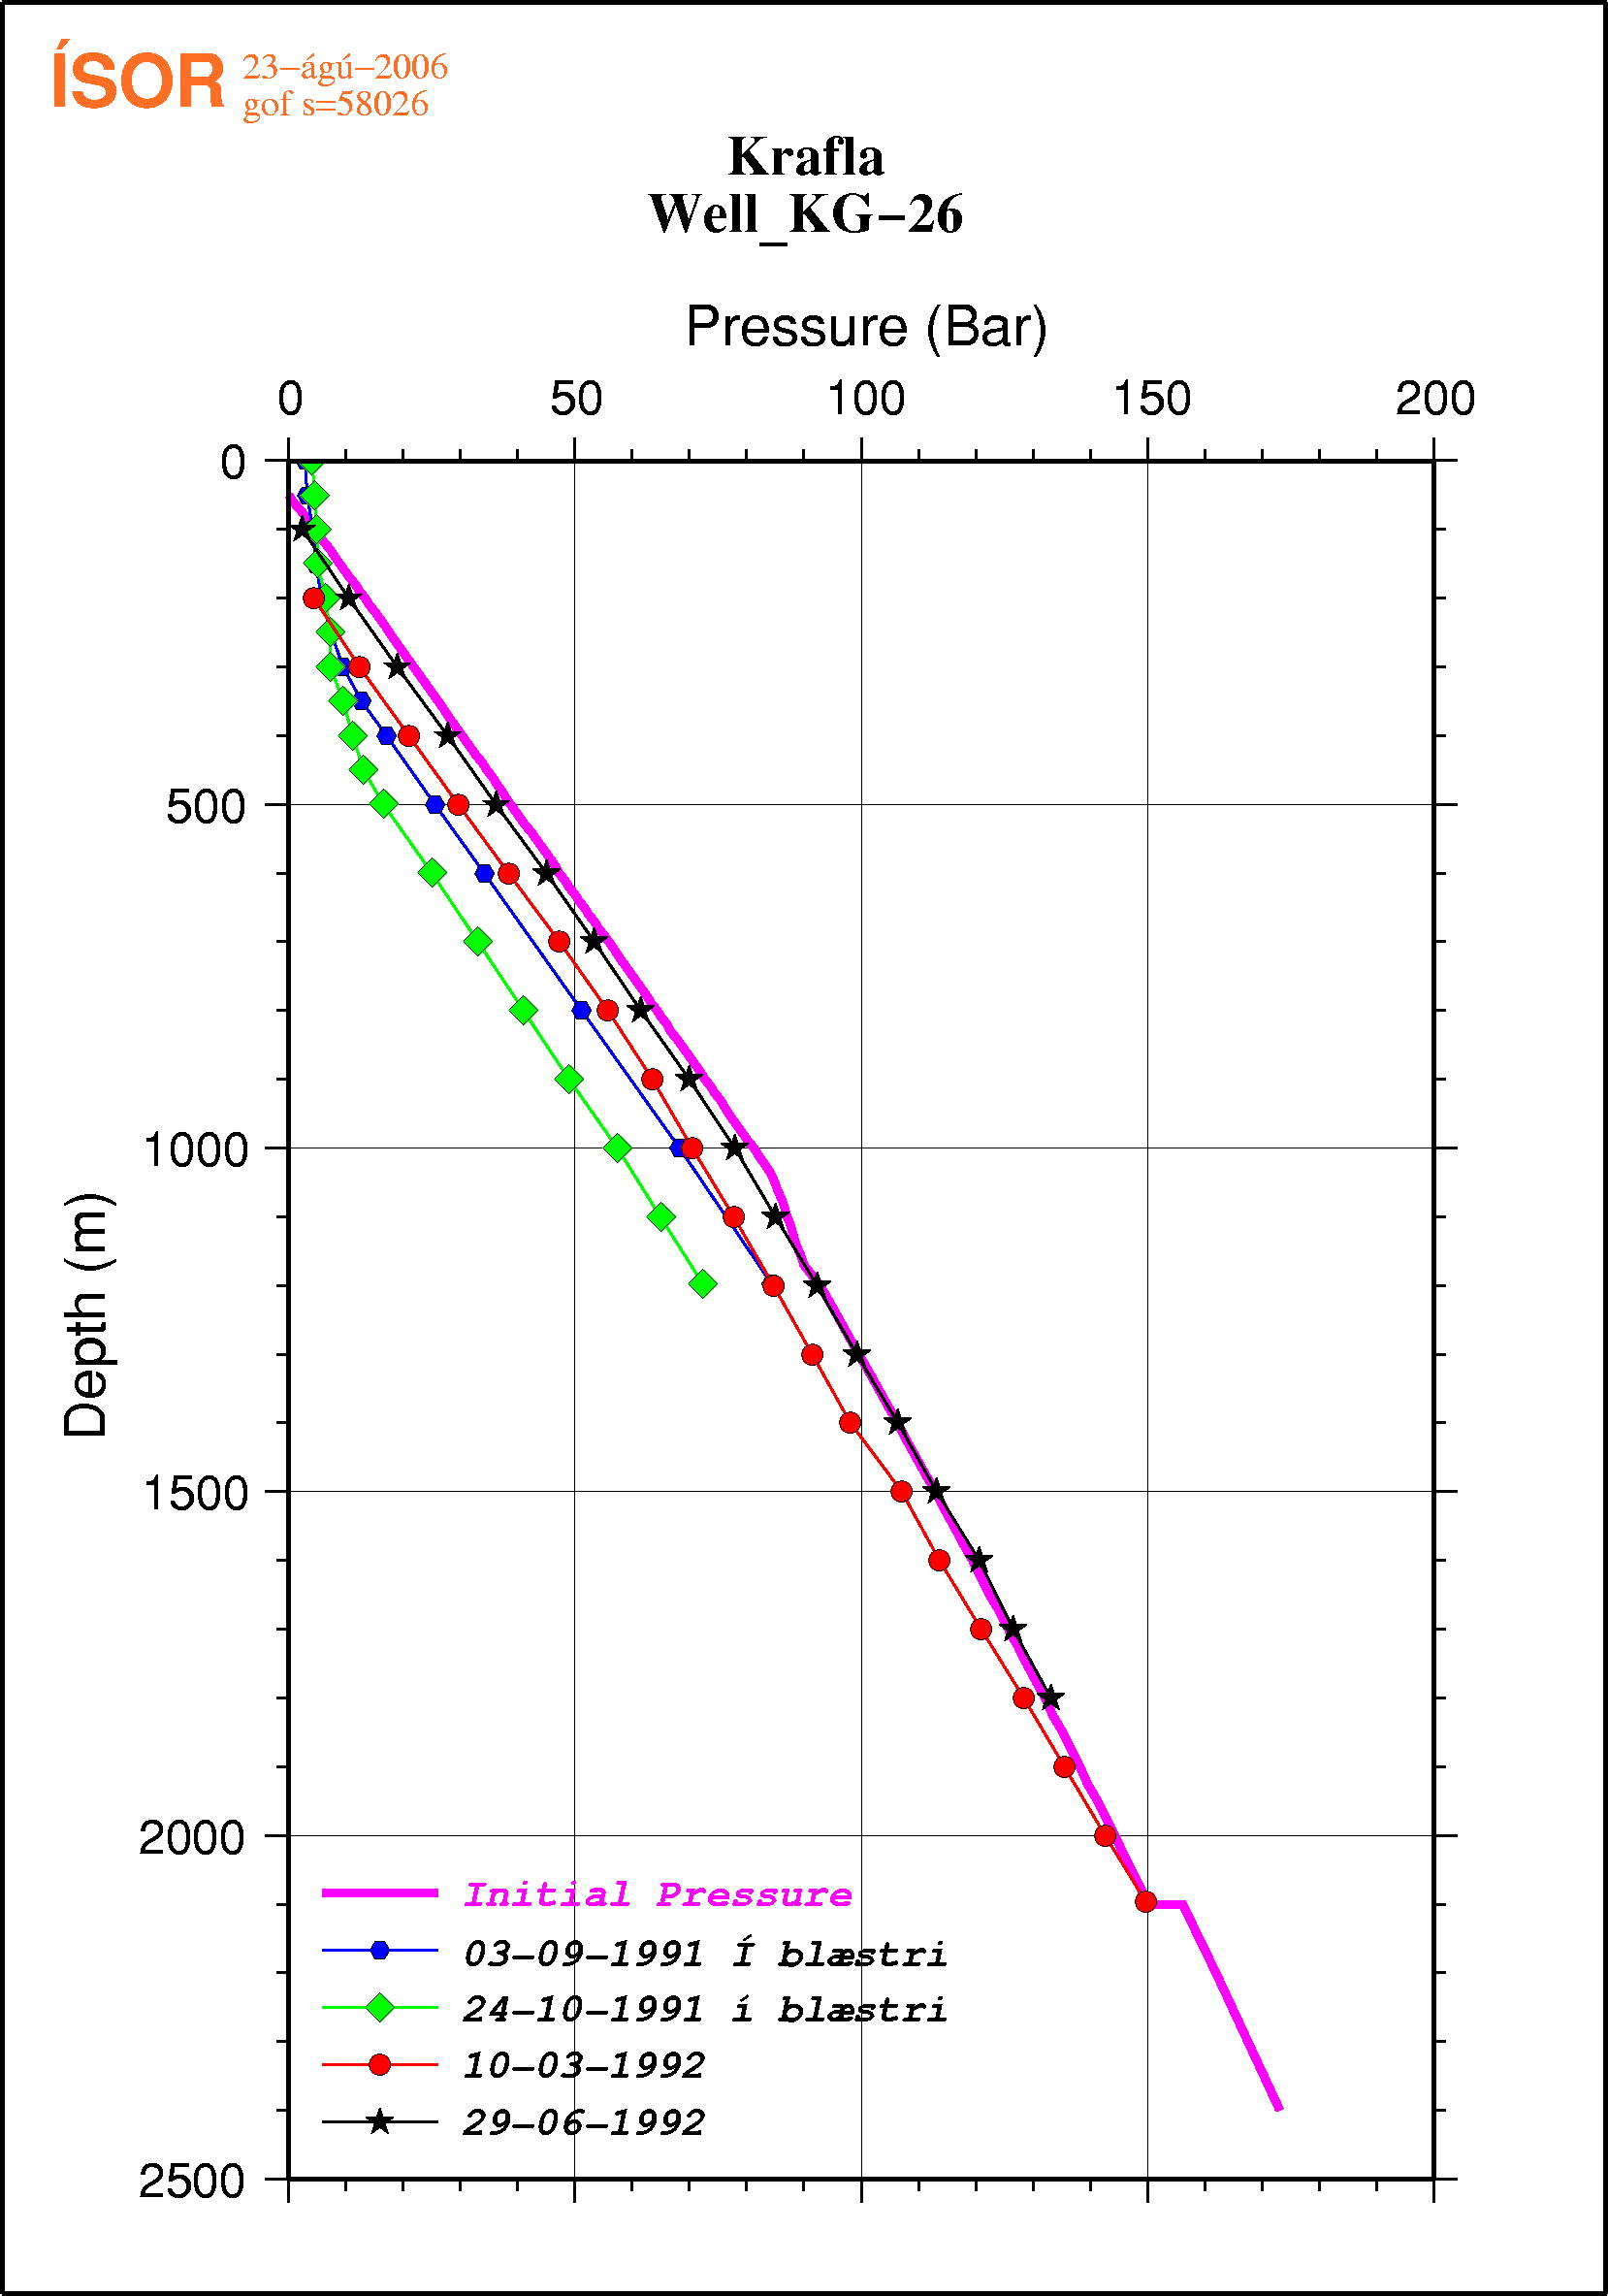 ÍSOR
23-ágú-2006
gof s=58026
Krafla
Well_KG-26
Pressure (Bar)
0 50 100 150 200
0
500
1000
1500
2000
2500
Depth (m)
Initial Pressure
03-09-1991 Í blæstri
24-10-1991 í blæstri
10-03-1992
29-06-1992